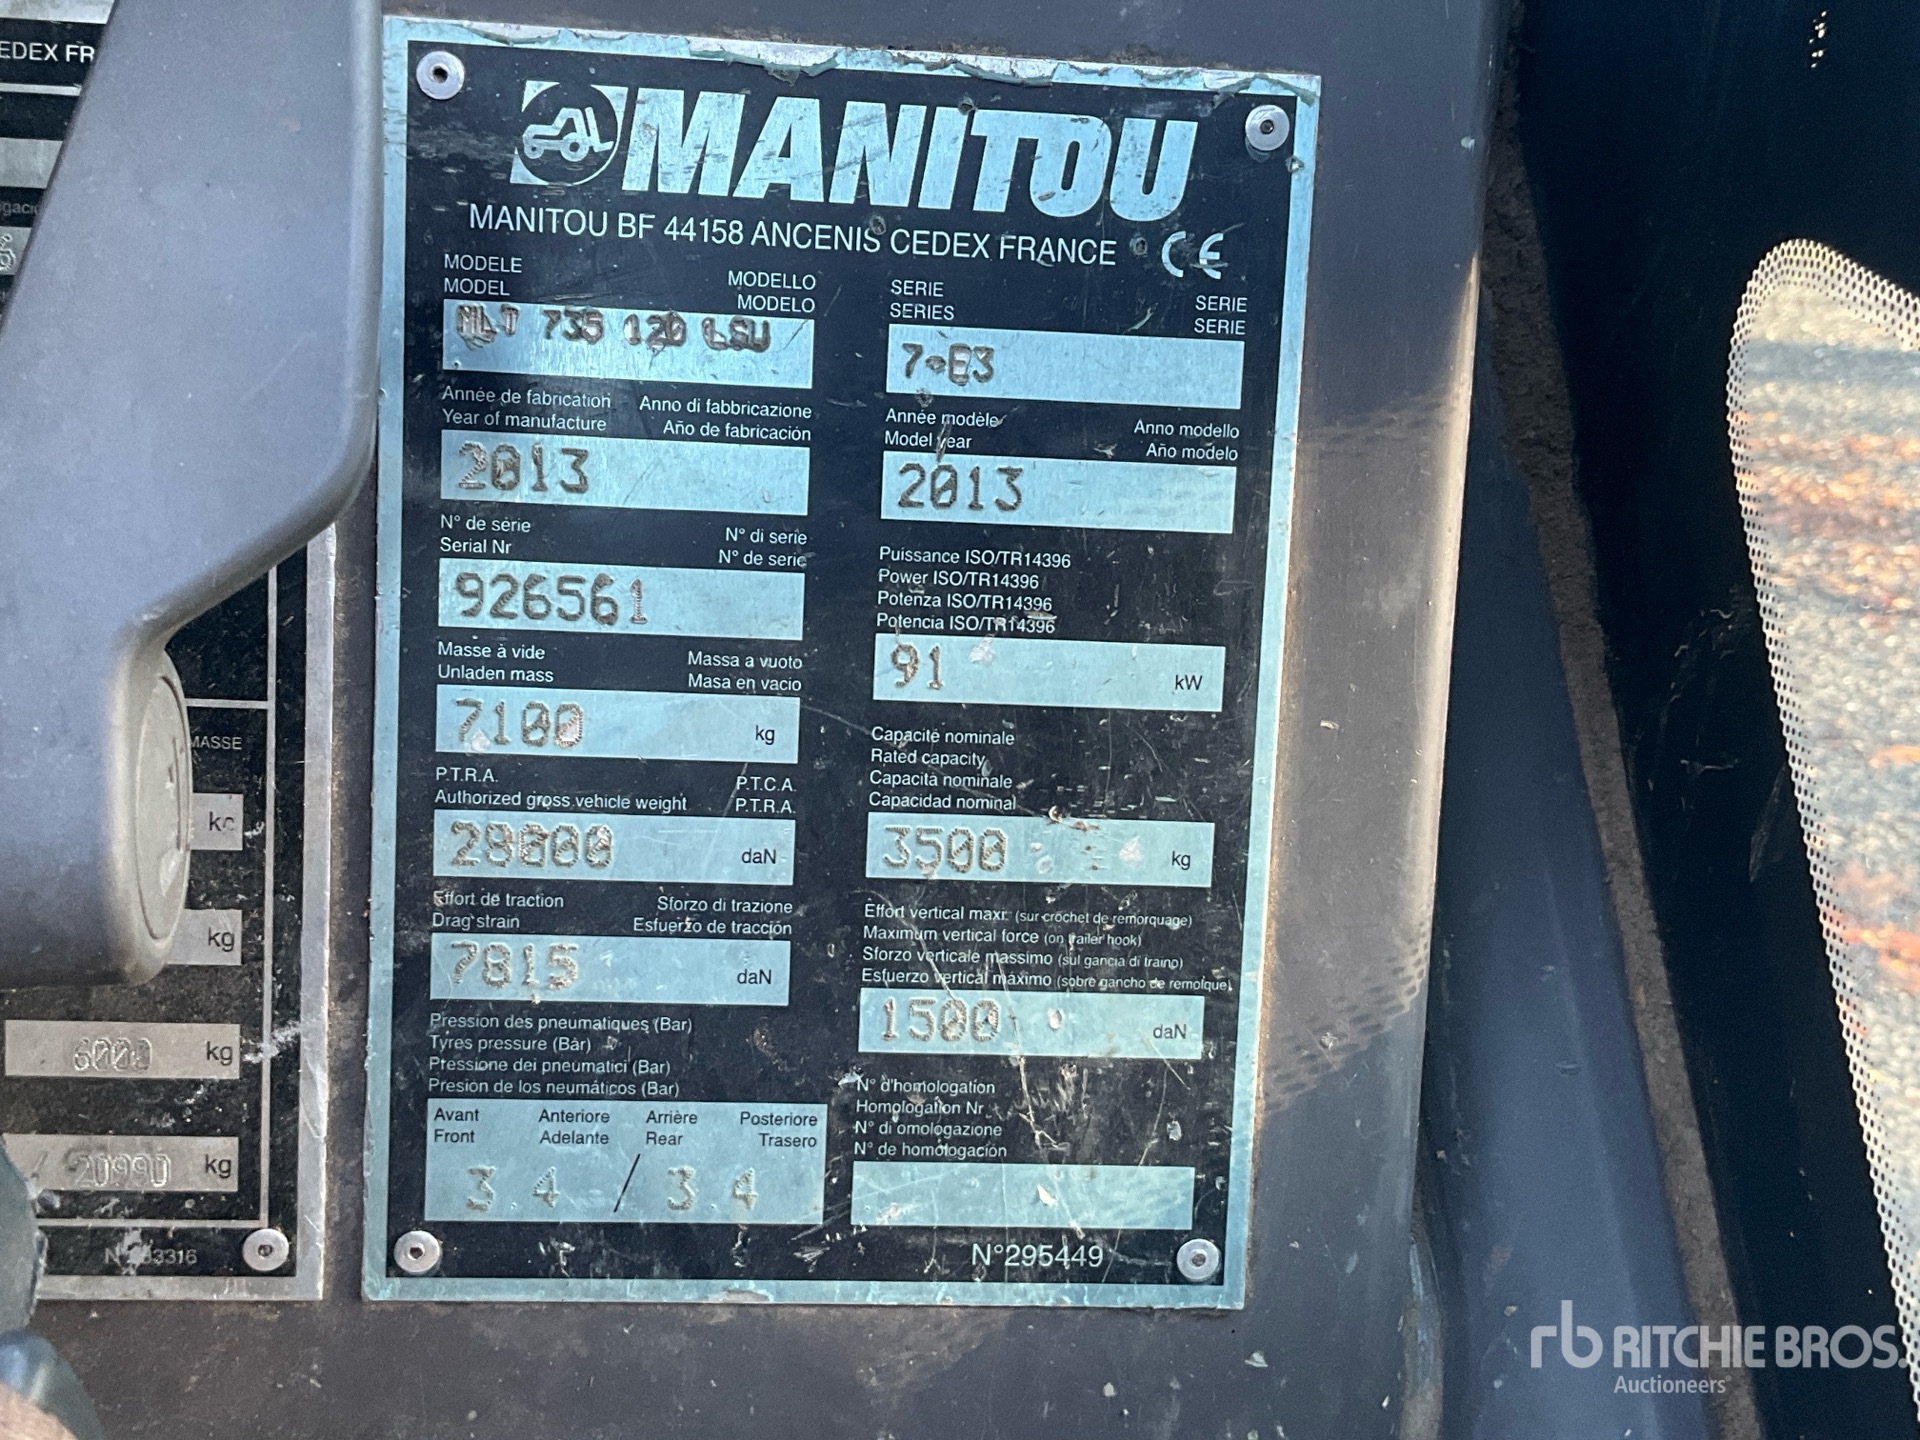 EDEX FR
MASSE
kg
kg
6000 kg
20990 kg
MANITOU
MANITOU BF 44158 ANCENIS CEDEX FRANCE CE
MODELE
MODEL
MODELLO
MODELO
MLT 735 120 LSU
SERIE
SERIES
SERIE
SERIE
7-E3
Année de fabrication
Year of manufacture
Anno di fabbricazione
Año de fabricación
2013
Année modèle
Model year
Anno modello
Año modelo
2013
N° de série
Serial Nr
N° di serie
N° de serie
926561
Puissance ISO/TR14396
Power ISO/TR14396
Potenza ISO/TR14396
Potencia ISO/TR14396
91 kW
Masse à vide
Unladen mass
Massa a vuoto
Masa en vacio
7100 kg
Capacité nominale
Rated capacity
Capacità nominale
Capacidad nominal
3500 kg
P.T.R.A.
Authorized gross vehicle weight
P.T.C.A.
P.T.R.A.
daN
Effort de traction
Drag strain
Sforzo di trazione
Esfuerzo de tracción
7815 daN
Effort vertical maxi. (sur crochet de remorquage)
Maximum vertical force (on trailer hook)
Sforzo verticale massimo (sul gancia di traino)
Esfuerzo vertical máximo (sobre gancho de remolque)
1500 daN
Pression des pneumatiques (Bar)
Tyres pressure (Bar)
Pressione dei pneumatici (Bar)
Presión de los neumáticos (Bar)
Avant
Front
Anteriore
Adelante
Arrière
Rear
Posteriore
Trasero
3 4 / 3 4
N° d'homologation
Homologation Nr
N° di omologazione
N° de homologación
N°295449
rb RITCHIE BROS.
Auctioneers